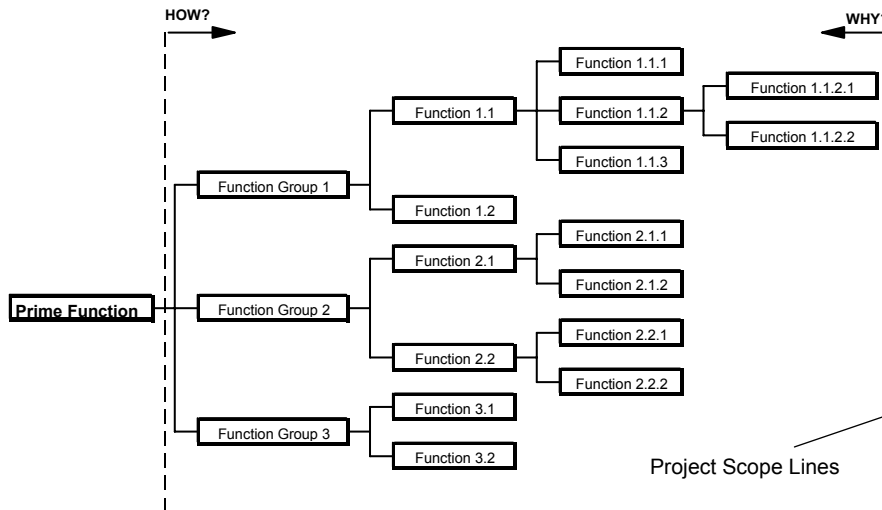 HOW?
WHY?
Function 1.1.1
Function 1.1.2.1
Function 1.1
Function 1.1.2
Function 1.1.2.2
Function 1.1.3
Function Group 1
Function 1.2
Function 2.1.1
Function 2.1
Function 2.1.2
Prime Function
Function Group 2
Function 2.2.1
Function 2.2
Function 2.2.2
Function 3.1
Function Group 3
Function 3.2
Project Scope Lines